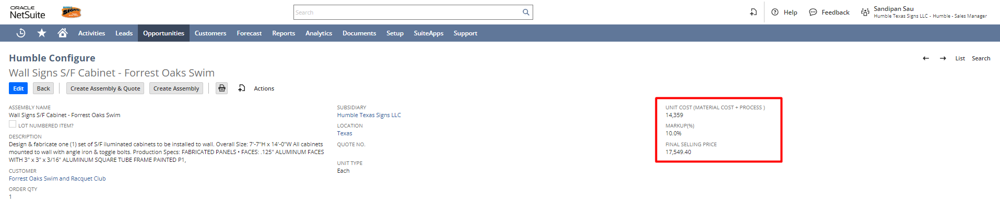 ORACLE
NetSuite
Search
Help
Feedback
Sandipan Sau
Humble Texas Signs LLC - Humble - Sales Manager
Activities Leads Opportunities Customers Forecast Reports Analytics Documents Setup SuiteApps Support
Humble Configure
List Search
Wall Signs S/F Cabinet - Forrest Oaks Swim
Edit Back Create Assembly & Quote Create Assembly Actions
ASSEMBLY NAME
Wall Signs S/F Cabinet - Forrest Oaks Swim
LOT NUMBERED ITEM?
DESCRIPTION
Design & fabricate one (1) set of S/F iluminated cabinets to be installed to wall. Overall Size: 7'-7"H x 14'-0"W All cabinets
mounted to wall with angle iron & toggle bolts. Production Specs: FABRICATED PANELS • FACES: .125" ALUMINUM FACES
WITH 3" x 3" x 3/16" ALUMINUM SQUARE TUBE FRAME PAINTED P1,
CUSTOMER
Forrest Oaks Swim and Racquet Club
ORDER QTY
1
SUBSIDIARY
Humble Texas Signs LLC
LOCATION
Texas
QUOTE NO.
UNIT TYPE
Each
UNIT COST (MATERIAL COST + PROCESS )
14,359
MARKUP(%)
10.0%
FINAL SELLING PRICE
17,549.40